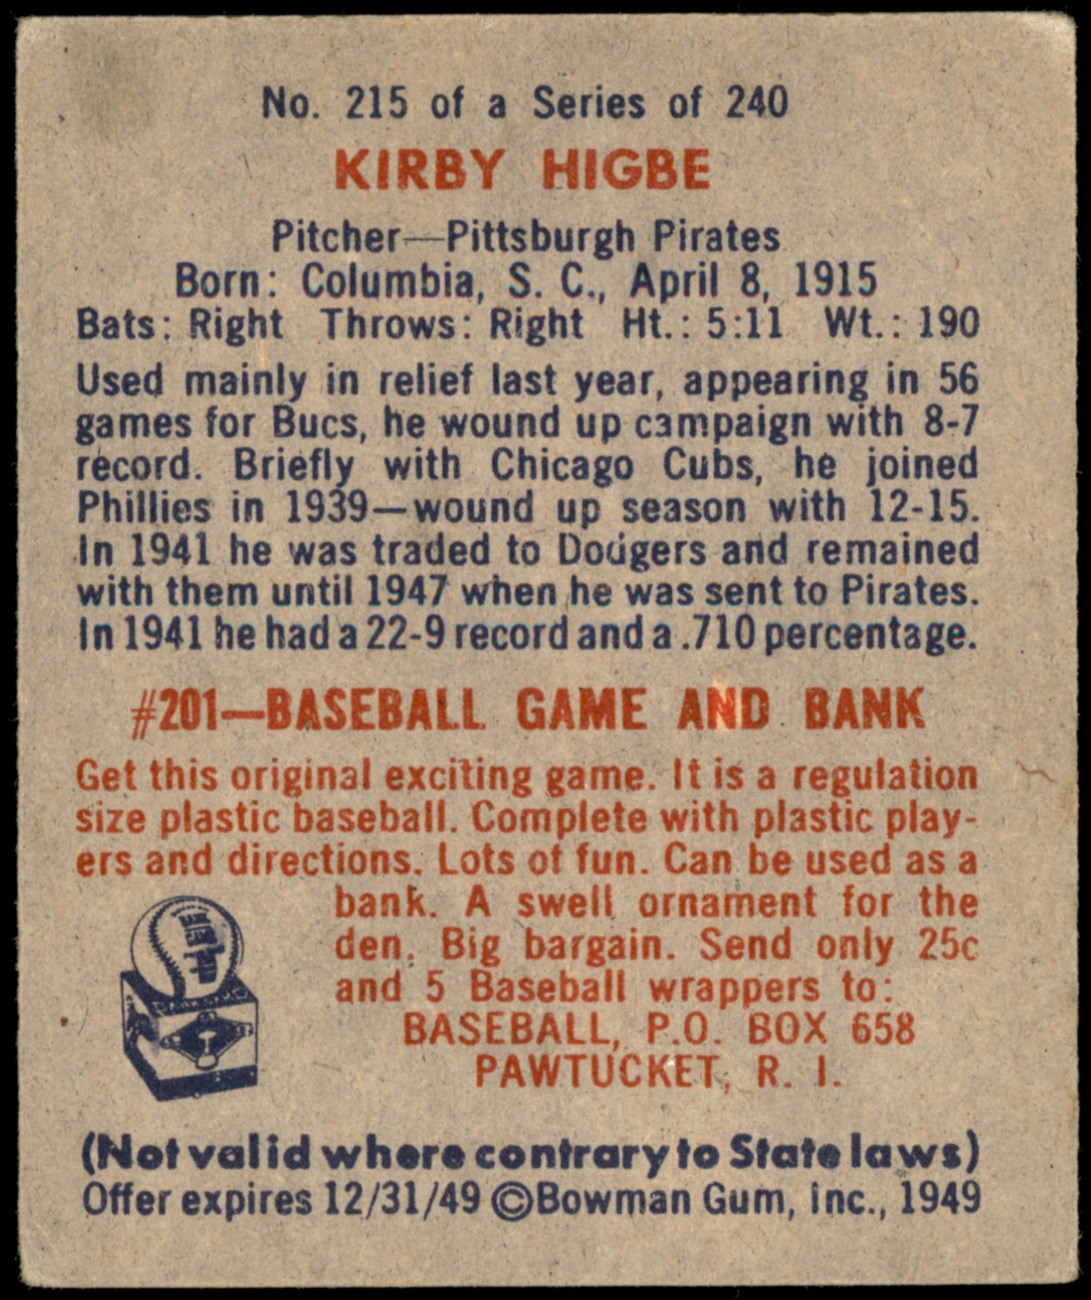 No. 215 of a Series of 240
KIRBY HIGBE
Pitcher—Pittsburgh Pirates
Born: Columbia, S. C., April 8, 1915
Bats: Right Throws: Right Ht.: 5:11 Wt.: 190
Used mainly in relief last year, appearing in 56
games for Bucs, he wound up campaign with 8-7
record. Briefly with Chicago Cubs, he joined
Phillies in 1939—wound up season with 12-15.
In 1941 he was traded to Dodgers and remained
with them until 1947 when he was sent to Pirates.
In 1941 he had a 22-9 record and a .710 percentage.
#201—BASEBALL GAME AND BANK
Get this original exciting game. It is a regulation
size plastic baseball. Complete with plastic play-
ers and directions. Lots of fun. Can be used as a
bank. A swell ornament for the
den. Big bargain. Send only 25c
and 5 Baseball wrappers to:
BASEBALL, P.O. BOX 658
PAWTUCKET, R. I.
(Not valid where contrary to State laws)
Offer expires 12/31/49 ©Bowman Gum, Inc., 1949